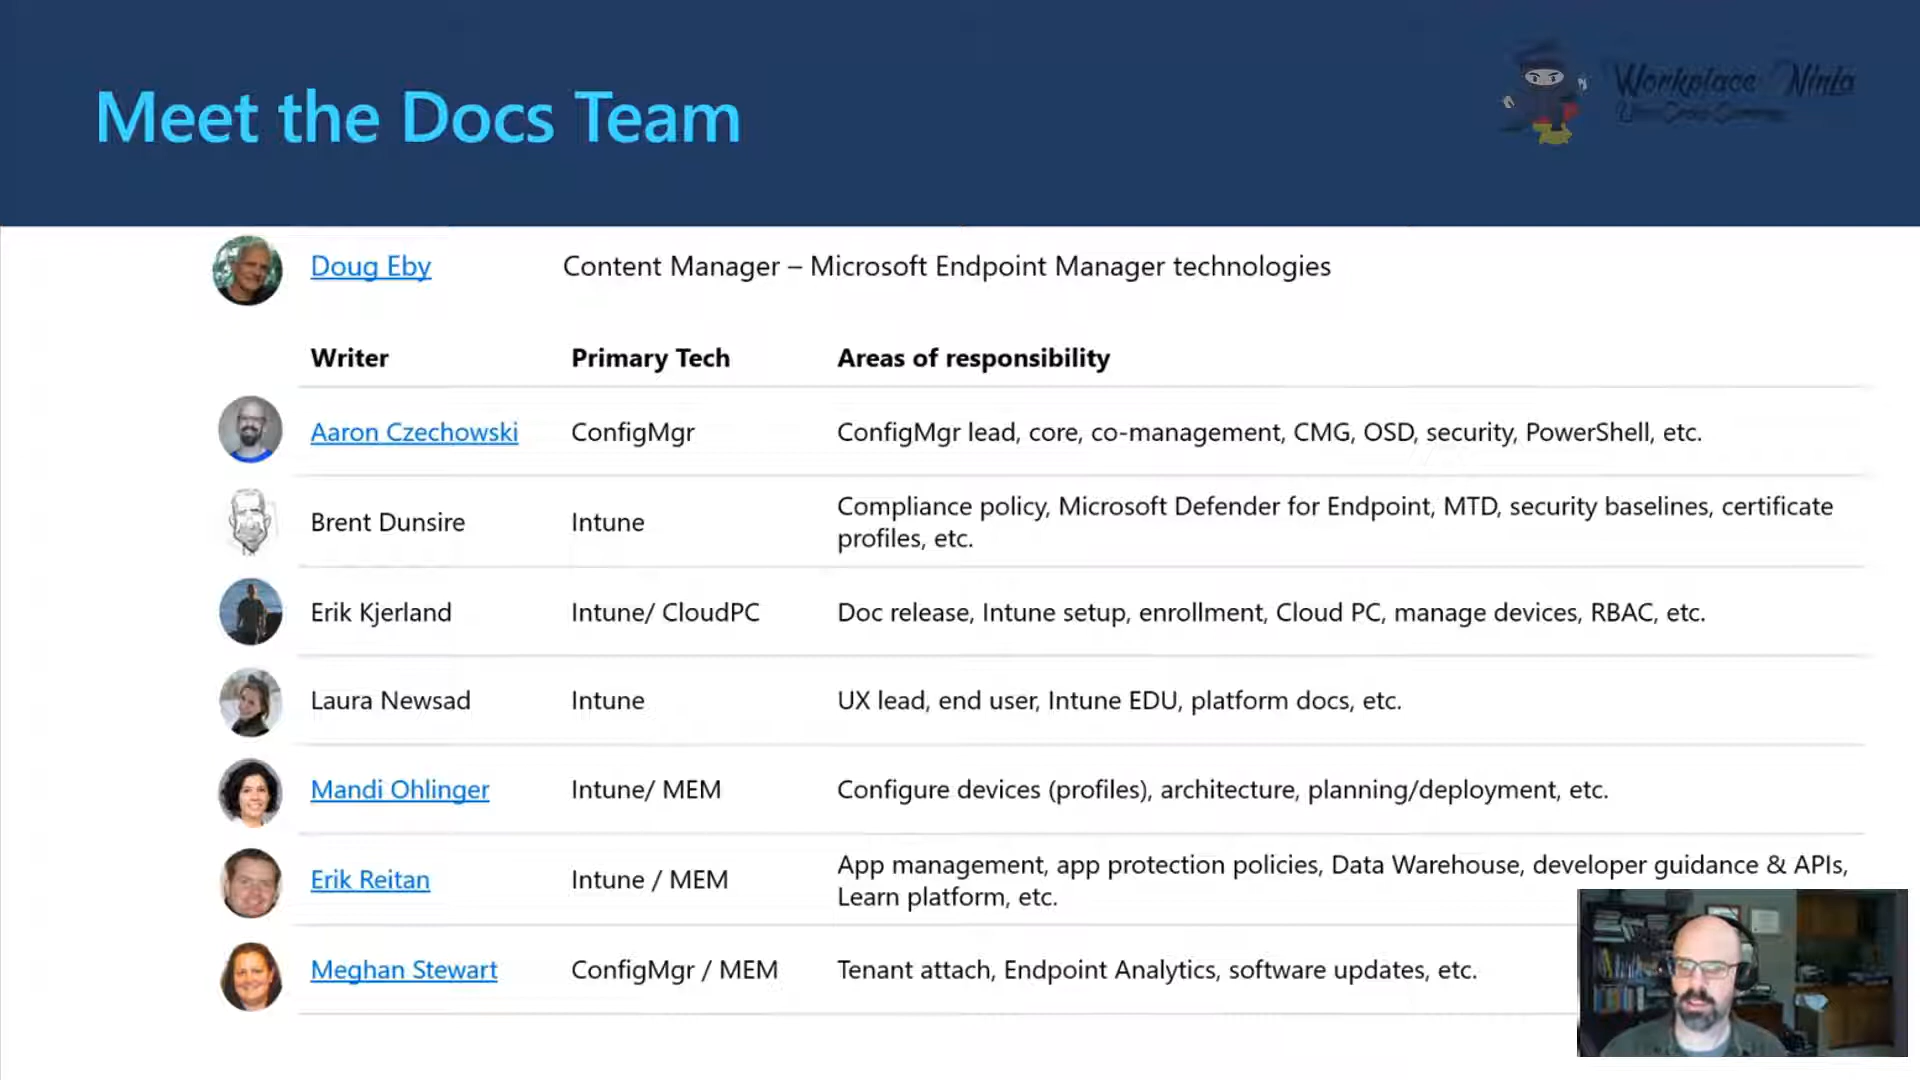 Meet the Docs Team
Workplace Ninja
Doug Eby Content Manager – Microsoft Endpoint Manager technologies
Writer Primary Tech Areas of responsibility
Aaron Czechowski ConfigMgr ConfigMgr lead, core, co-management, CMG, OSD, security, PowerShell, etc.
Brent Dunsire Intune Compliance policy, Microsoft Defender for Endpoint, MTD, security baselines, certificate
profiles, etc.
Erik Kjerland Intune/ CloudPC Doc release, Intune setup, enrollment, Cloud PC, manage devices, RBAC, etc.
Laura Newsad Intune UX lead, end user, Intune EDU, platform docs, etc.
Mandi Ohlinger Intune/ MEM Configure devices (profiles), architecture, planning/deployment, etc.
Erik Reitan Intune / MEM App management, app protection policies, Data Warehouse, developer guidance & APIs,
Learn platform, etc.
Meghan Stewart ConfigMgr / MEM Tenant attach, Endpoint Analytics, software updates, etc.